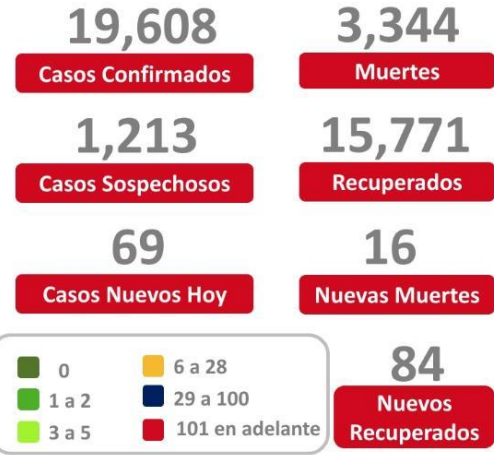 19,608
Casos Confirmados
3,344
Muertes
1,213
Casos Sospechosos
15,771
Recuperados
69
Casos Nuevos Hoy
16
Nuevas Muertes
0
1 a 2
3 a 5
6 a 28
29 a 100
101 en adelante
84
Nuevos
Recuperados